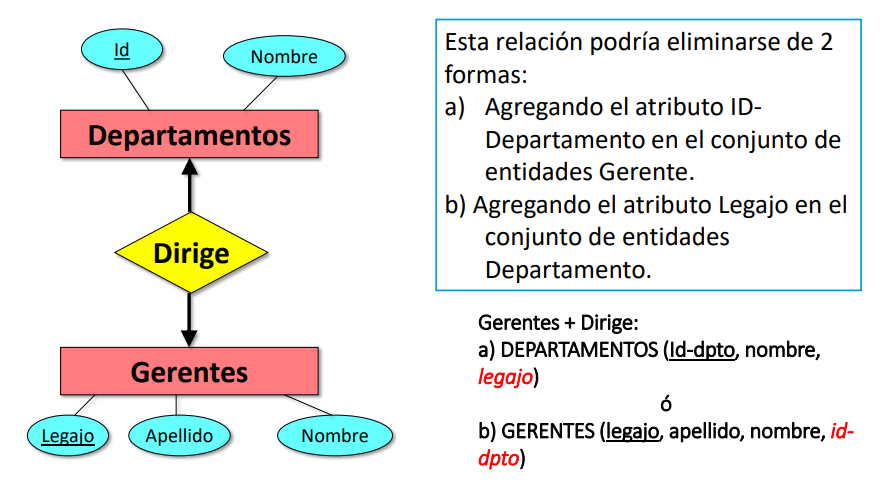 Id
Nombre
Departamentos
Dirige
Gerentes
Legajo
Apellido
Nombre
Esta relación podría eliminarse de 2
formas:
a) Agregando el atributo ID-
Departamento en el conjunto de
entidades Gerente.
b) Agregando el atributo Legajo en el
conjunto de entidades
Departamento.
Gerentes + Dirige:
a) DEPARTAMENTOS (Id-dpto, nombre,
legajo)
ó
b) GERENTES (legajo, apellido, nombre, id-
dpto)